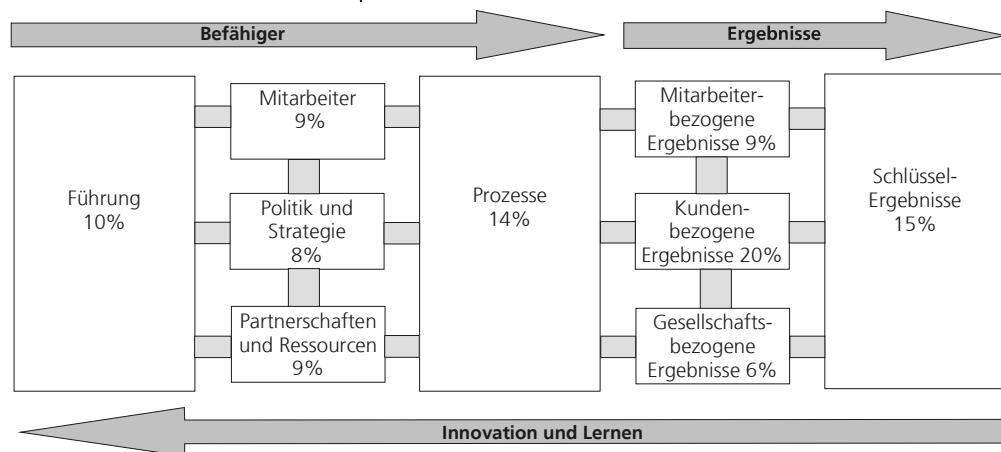 Befähiger
Ergebnisse
Führung
10%
Mitarbeiter
9%
Politik und
Strategie
8%
Partnerschaften
und Ressourcen
9%
Prozesse
14%
Mitarbeiter-
bezogene
Ergebnisse 9%
Kunden-
bezogene
Ergebnisse 20%
Gesellschafts-
bezogene
Ergebnisse 6%
Schlüssel-
Ergebnisse
15%
Innovation und Lernen